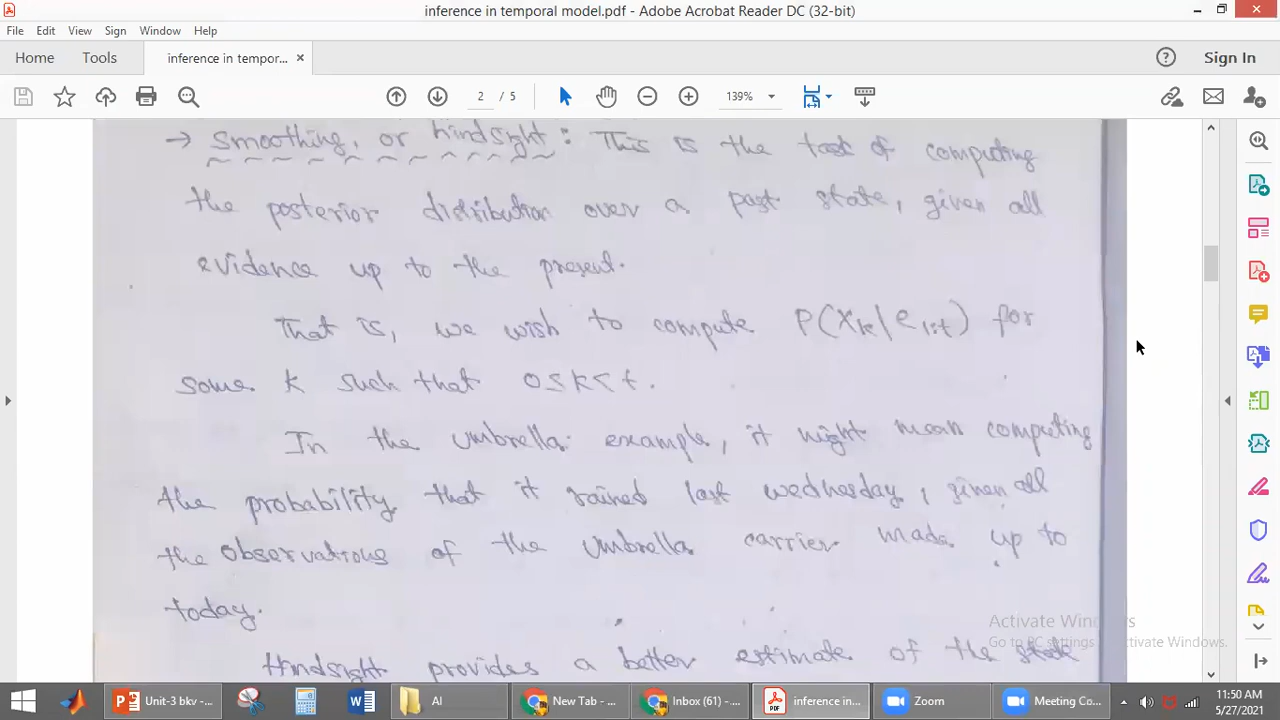 inference in temporal model.pdf - Adobe Acrobat Reader DC (32-bit)
File Edit View Sign Window Help
Home Tools inference in tempor... × Sign In
2 / 5 139%
→ Smoothing, or hindsight: This is the task of computing
the posterior distribution over a past state, given all
evidence up to the present.
That is, we wish to compute P(Xk/e1:t) for
some k such that 0≤k<t.
In the umbrella example, it might mean computing
the probability that it rained last wednesday, given all
the observations of the umbrella carrier made up to
today.
Hindsight provides a better estimate of the state
Activate Windows
Go to PC settings to activate Windows.
Unit-3 bkv -... AI New Tab - ... Inbox (61) - ... inference in... Zoom Meeting Co... 11:50 AM
5/27/2021